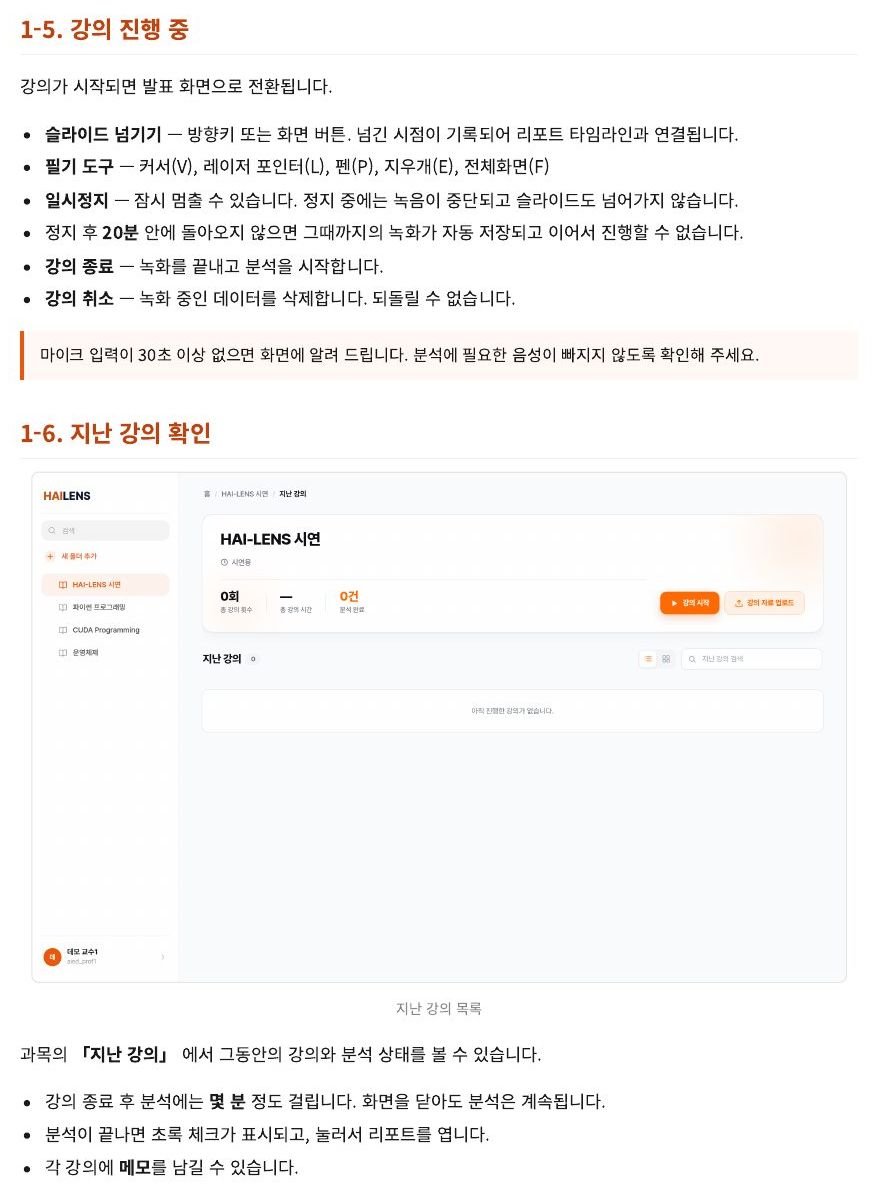 1-5. 강의 진행 중
강의가 시작되면 발표 화면으로 전환됩니다.
• 슬라이드 넘기기 — 방향키 또는 화면 버튼. 넘긴 시점이 기록되어 리포트 타임라인과 연결됩니다.
• 필기 도구 — 커서(V), 레이저 포인터(L), 펜(P), 지우개(E), 전체화면(F)
• 일시정지 — 잠시 멈출 수 있습니다. 정지 중에는 녹음이 중단되고 슬라이드도 넘어가지 않습니다.
• 정지 후 20분 안에 돌아오지 않으면 그때까지의 녹화가 자동 저장되고 이어서 진행할 수 없습니다.
• 강의 종료 — 녹화를 끝내고 분석을 시작합니다.
• 강의 취소 — 녹화 중인 데이터를 삭제합니다. 되돌릴 수 없습니다.
마이크 입력이 30초 이상 없으면 화면에 알려 드립니다. 분석에 필요한 음성이 빠지지 않도록 확인해 주세요.
1-6. 지난 강의 확인
HAILENS
검색
+ 새 폴더 추가
HAI-LENS 시연
파이썬 프로그래밍
CUDA Programming
운영체제
데 데모 교수1
aied_prof1
홈 / HAI-LENS 시연 / 지난 강의
HAI-LENS 시연
시연용
0회 — 0건
총 강의 횟수 총 강의 시간 분석 완료
강의 시작 강의 자료 업로드
지난 강의 0
지난 강의 검색
아직 진행한 강의가 없습니다.
지난 강의 목록
과목의 「지난 강의」 에서 그동안의 강의와 분석 상태를 볼 수 있습니다.
• 강의 종료 후 분석에는 몇 분 정도 걸립니다. 화면을 닫아도 분석은 계속됩니다.
• 분석이 끝나면 초록 체크가 표시되고, 눌러서 리포트를 엽니다.
• 각 강의에 메모를 남길 수 있습니다.